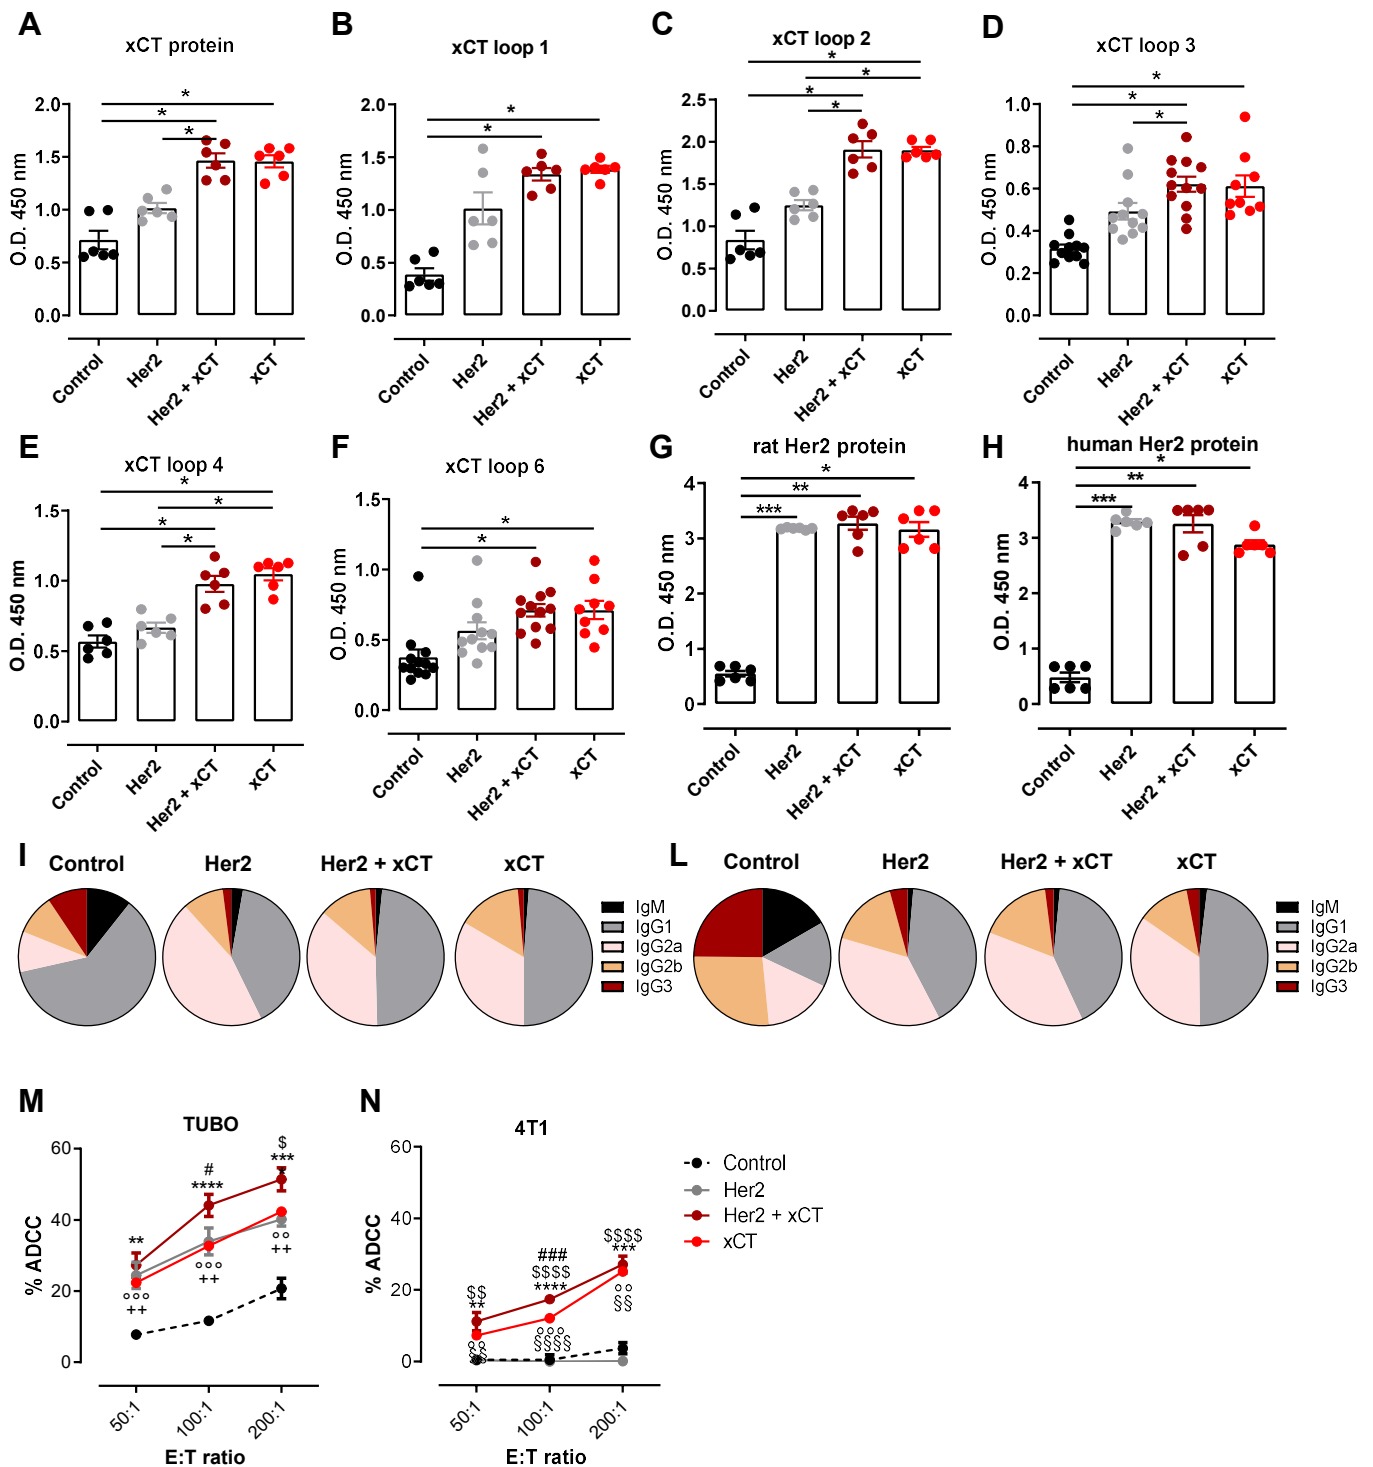 A
xCT protein
*
*
*
O.D. 450 nm
2.0
1.5
1.0
0.5
0.0
Control
Her2
Her2 + xCT
xCT
B
xCT loop 1
*
*
O.D. 450 nm
2.0
1.5
1.0
0.5
0.0
Control
Her2
Her2 + xCT
xCT
C
xCT loop 2
*
*
*
*
O.D. 450 nm
2.5
2.0
1.5
1.0
0.5
0.0
Control
Her2
Her2 + xCT
xCT
D
xCT loop 3
*
*
*
O.D. 450 nm
1.0
0.8
0.6
0.4
0.2
0.0
Control
Her2
Her2 + xCT
xCT
E
xCT loop 4
*
*
*
*
O.D. 450 nm
1.5
1.0
0.5
0.0
Control
Her2
Her2 + xCT
xCT
F
xCT loop 6
*
*
O.D. 450 nm
1.5
1.0
0.5
0.0
Control
Her2
Her2 + xCT
xCT
G
rat Her2 protein
*
**
***
O.D. 450 nm
4
3
2
1
0
Control
Her2
Her2 + xCT
xCT
H
human Her2 protein
*
**
***
O.D. 450 nm
4
3
2
1
0
Control
Her2
Her2 + xCT
xCT
I
Control
Her2
Her2 + xCT
xCT
IgM
IgG1
IgG2a
IgG2b
IgG3
L
Control
Her2
Her2 + xCT
xCT
IgM
IgG1
IgG2a
IgG2b
IgG3
M
TUBO
% ADCC
60
40
20
0
**
°°°
++
#
****
°°°
++
$
***
°°
++
50:1
100:1
200:1
E:T ratio
N
4T1
% ADCC
60
40
20
0
$$
**
°°
§§
###
$$$$
****
°°°
§§§§
$$$$
***
°°
§§
50:1
100:1
200:1
E:T ratio
Control
Her2
Her2 + xCT
xCT